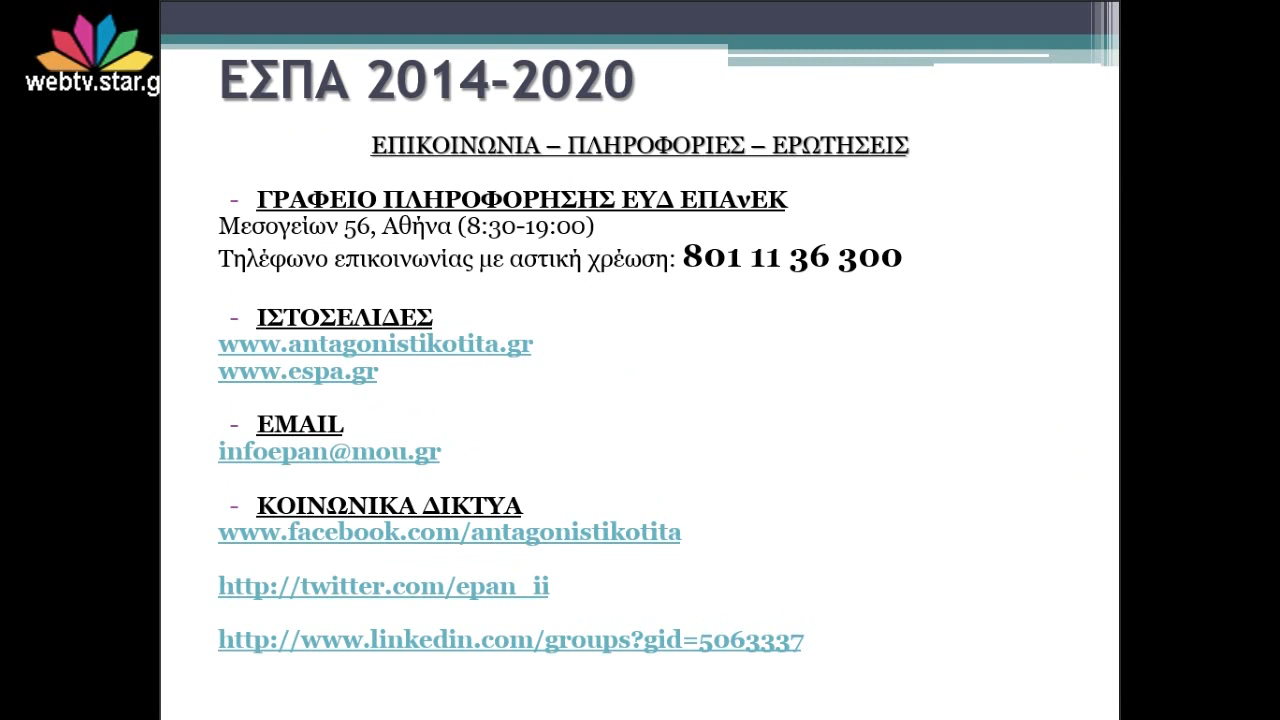 webtv.star.g
ΕΣΠΑ 2014-2020
ΕΠΙΚΟΙΝΩΝΙΑ – ΠΛΗΡΟΦΟΡΙΕΣ – ΕΡΩΤΗΣΕΙΣ
- ΓΡΑΦΕΙΟ ΠΛΗΡΟΦΟΡΗΣΗΣ ΕΥΔ ΕΠΑνΕΚ
Μεσογείων 56, Αθήνα (8:30-19:00)
Τηλέφωνο επικοινωνίας με αστική χρέωση: 801 11 36 300
- ΙΣΤΟΣΕΛΙΔΕΣ
www.antagonistikotita.gr
www.espa.gr
- EMAIL
infoepan@mou.gr
- ΚΟΙΝΩΝΙΚΑ ΔΙΚΤΥΑ
www.facebook.com/antagonistikotita
http://twitter.com/epan_ii
http://www.linkedin.com/groups?gid=5063337